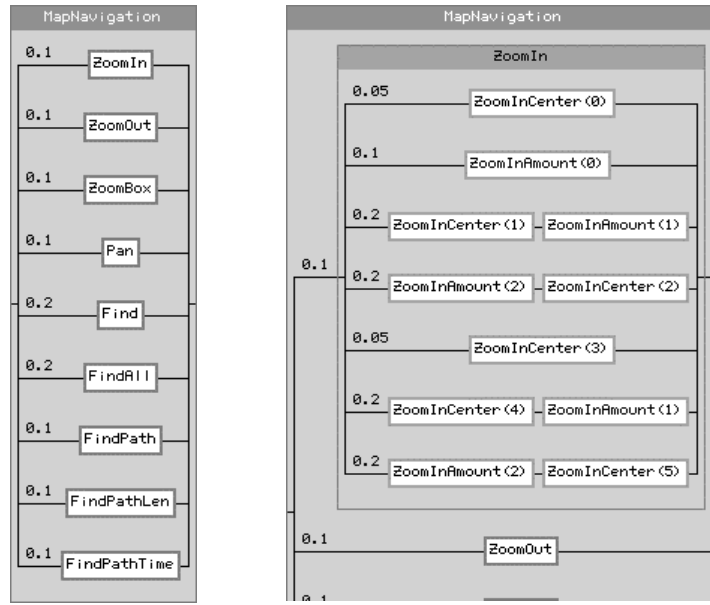 MapNavigation
0.1
ZoomIn
0.1
ZoomOut
0.1
ZoomBox
0.1
Pan
0.2
Find
0.2
FindAll
0.1
FindPath
0.1
FindPathLen
0.1
FindPathTime
MapNavigation
ZoomIn
0.05
ZoomInCenter(0)
0.1
ZoomInAmount(0)
0.2
ZoomInCenter(1) ZoomInAmount(1)
0.1
0.2
ZoomInAmount(2) ZoomInCenter(2)
0.05
ZoomInCenter(3)
0.2
ZoomInCenter(4) ZoomInAmount(1)
0.2
ZoomInAmount(2) ZoomInCenter(5)
0.1
ZoomOut
0.1